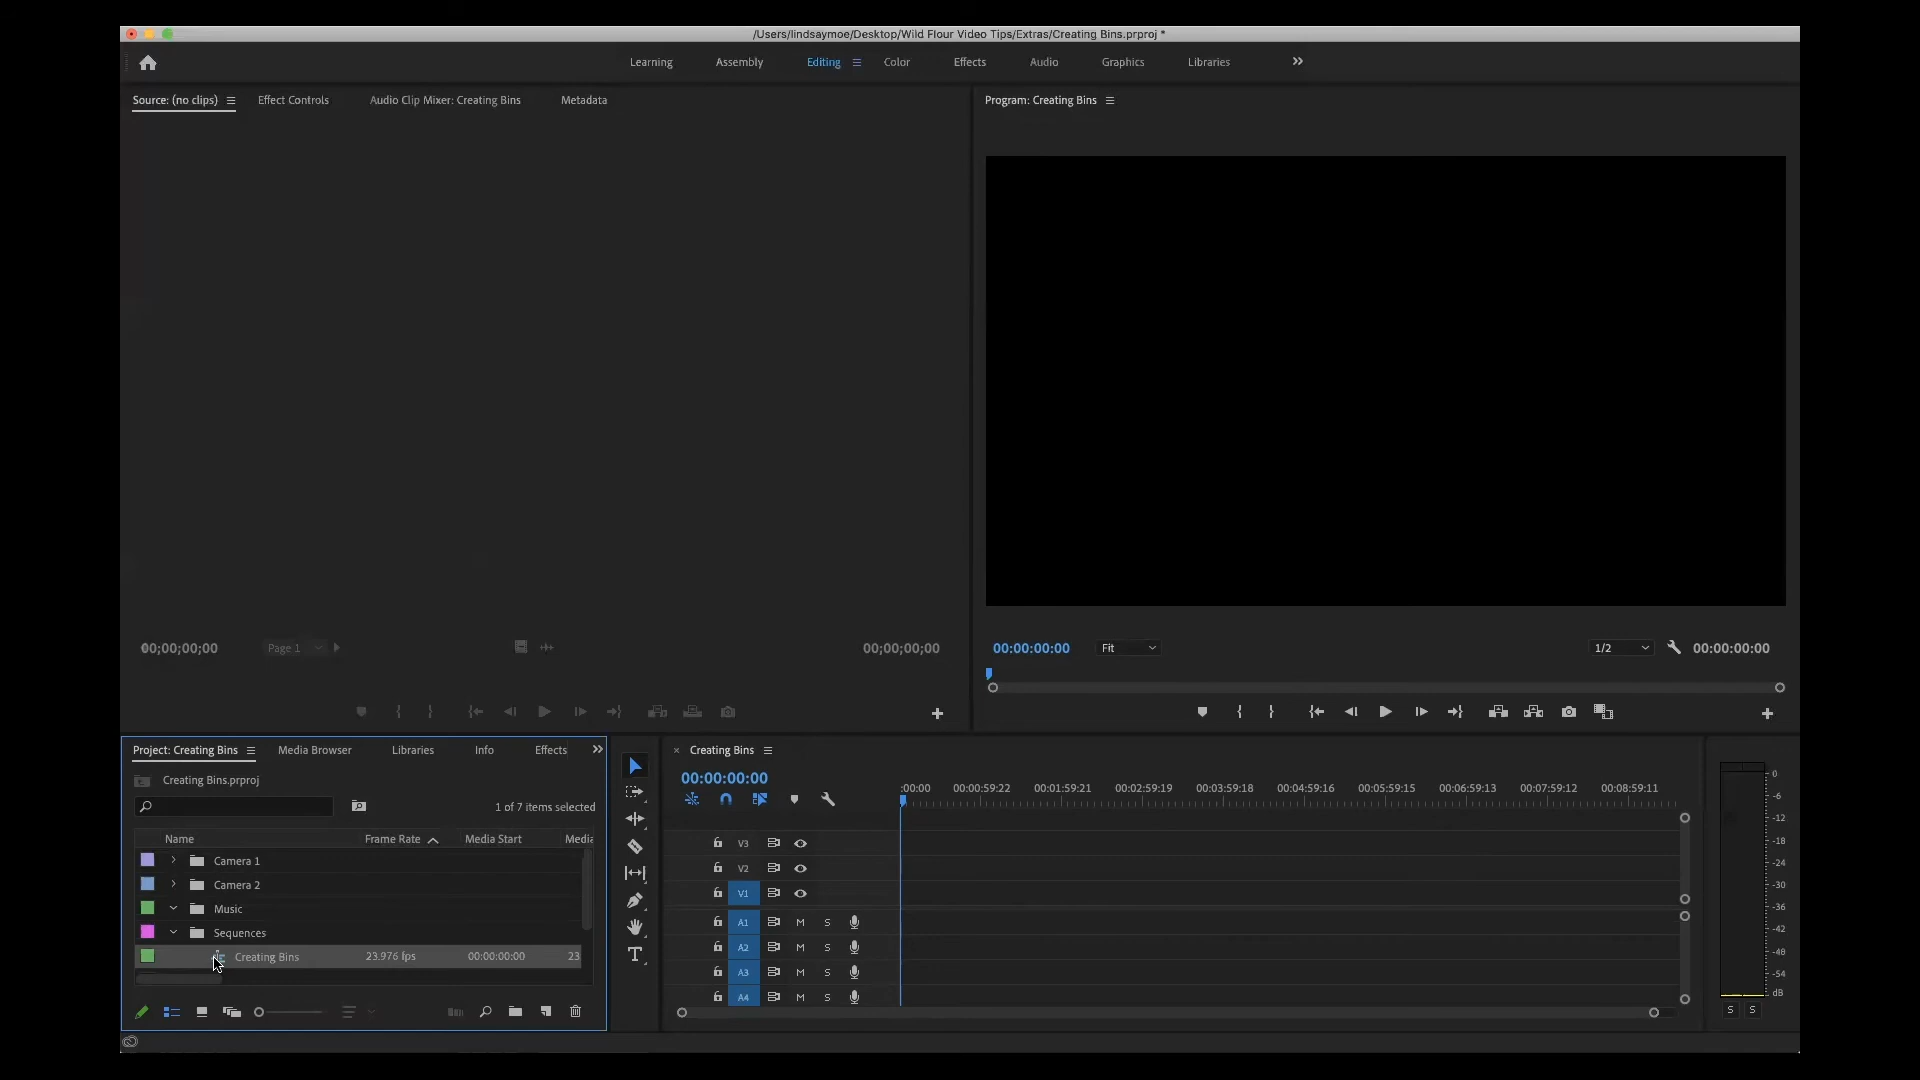 /Users/lindsaymoe/Desktop/Wild Flour Video Tips/Extras/Creating Bins.prproj *
Learning Assembly Editing Color Effects Audio Graphics Libraries
Source: (no clips) Effect Controls Audio Clip Mixer: Creating Bins Metadata
Program: Creating Bins
00;00;00;00 Page 1 00;00;00;00
00:00:00:00 Fit 1/2 00:00:00:00
Project: Creating Bins Media Browser Libraries Info Effects
Creating Bins.prproj
1 of 7 items selected
Name Frame Rate Media Start Media
Camera 1
Camera 2
Music
Sequences
Creating Bins 23.976 fps 00:00:00:00 23
Creating Bins
00:00:00:00
:00:00 00:00:59:22 00:01:59:21 00:02:59:19 00:03:59:18 00:04:59:16 00:05:59:15 00:06:59:13 00:07:59:12 00:08:59:11
V3
V2
V1
A1 M S
A2 M S
A3 M S
A4 M S
0
-6
-12
-18
-24
-30
-36
-42
-48
-54
dB
S S